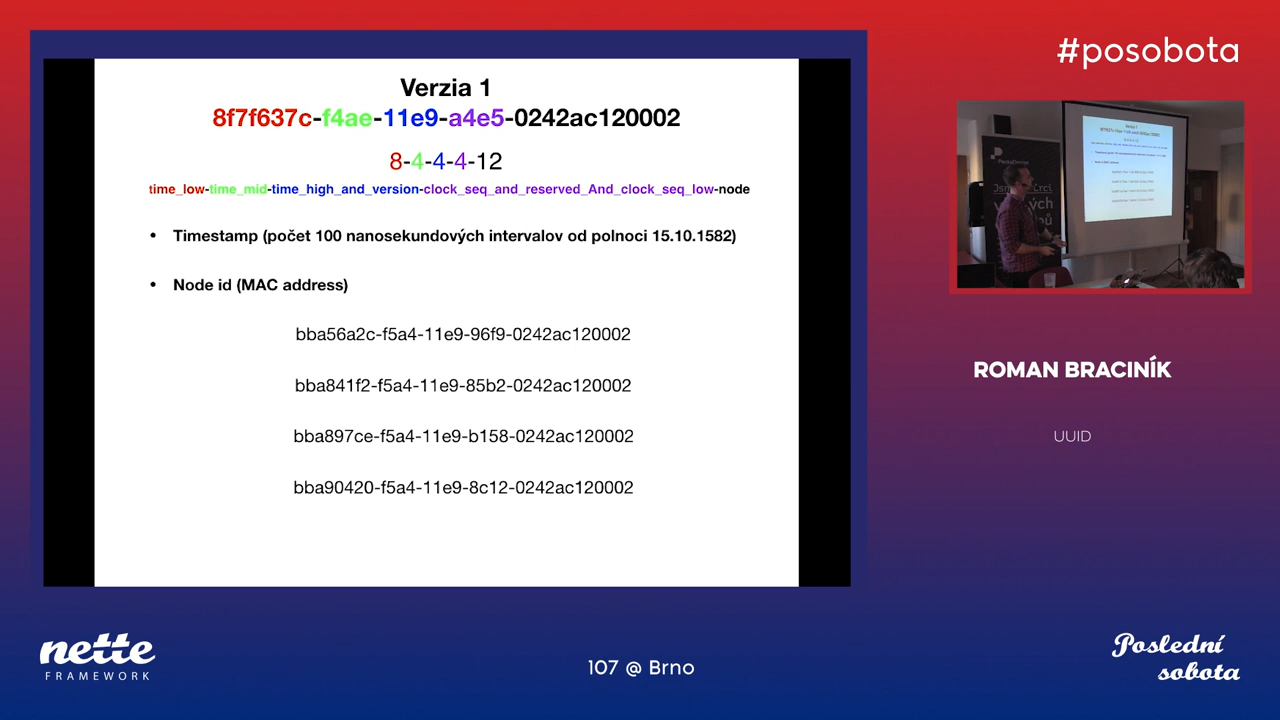 #posobota
Verzia 1
8f7f637c-f4ae-11e9-a4e5-0242ac120002
8-4-4-4-12
time_low-time_mid-time_high_and_version-clock_seq_and_reserved_And_clock_seq_low-node
• Timestamp (počet 100 nanosekundových intervalov od polnoci 15.10.1582)
• Node id (MAC address)
bba56a2c-f5a4-11e9-96f9-0242ac120002
bba841f2-f5a4-11e9-85b2-0242ac120002
bba897ce-f5a4-11e9-b158-0242ac120002
bba90420-f5a4-11e9-8c12-0242ac120002
ROMAN BRACINÍK
UUID
nette
FRAMEWORK
107 @ Brno
Poslední
sobota